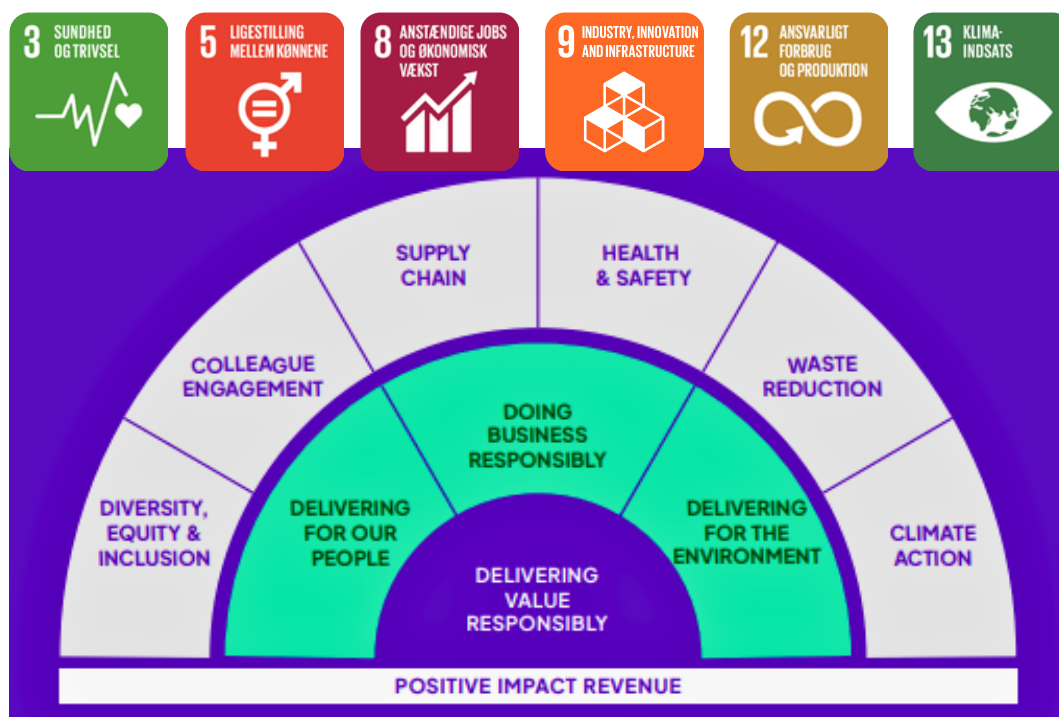 3 SUNDHED
OG TRIVSEL
5 LIGESTILLING
MELLEM KØNNENE
8 ANSTÆNDIGE JOBS
OG ØKONOMISK
VÆKST
9 INDUSTRY, INNOVATION
AND INFRASTRUCTURE
12 ANSVARLIGT
FORBRUG
OG PRODUKTION
13 KLIMA-
INDSATS
SUPPLY
CHAIN
HEALTH
& SAFETY
COLLEAGUE
ENGAGEMENT
WASTE
REDUCTION
DIVERSITY,
EQUITY &
INCLUSION
CLIMATE
ACTION
DOING
BUSINESS
RESPONSIBLY
DELIVERING
FOR OUR
PEOPLE
DELIVERING
FOR THE
ENVIRONMENT
DELIVERING
VALUE
RESPONSIBLY
POSITIVE IMPACT REVENUE